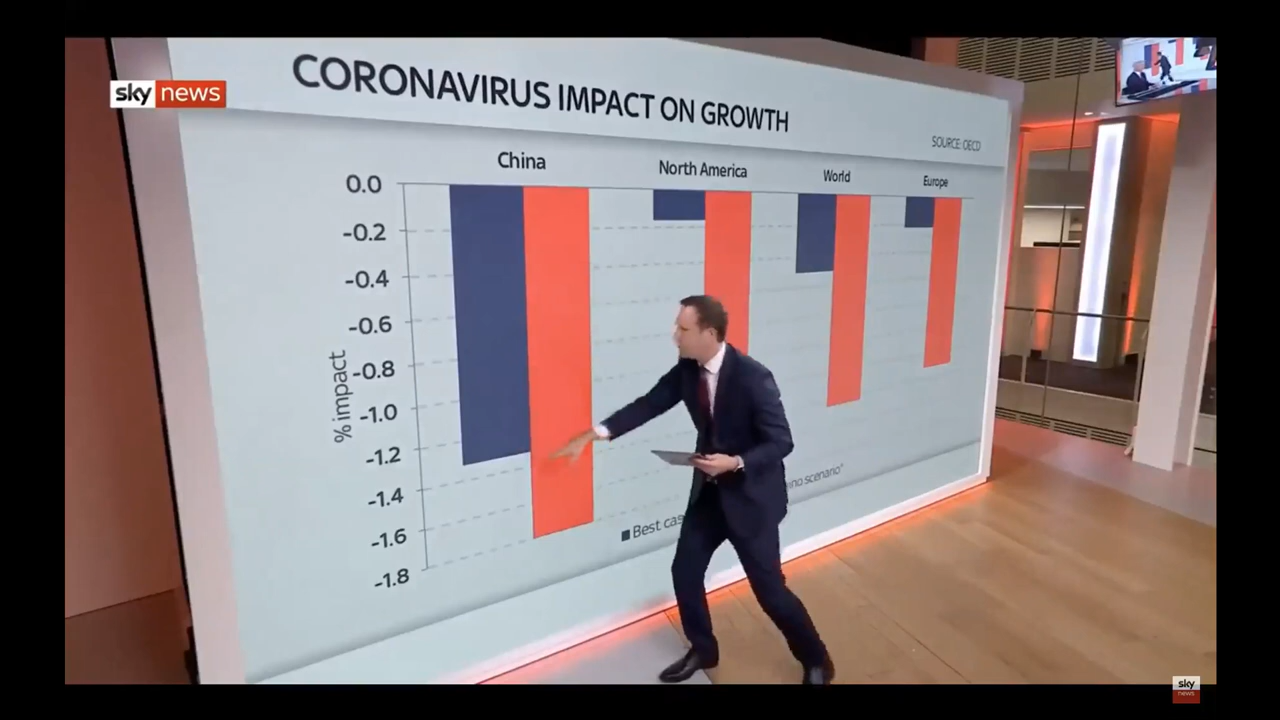 sky news
CORONAVIRUS IMPACT ON GROWTH
SOURCE: OECD
China
North America
World
Europe
0.0
-0.2
-0.4
-0.6
-0.8
-1.0
-1.2
-1.4
-1.6
-1.8
% impact
Best
scenario"
sky
news